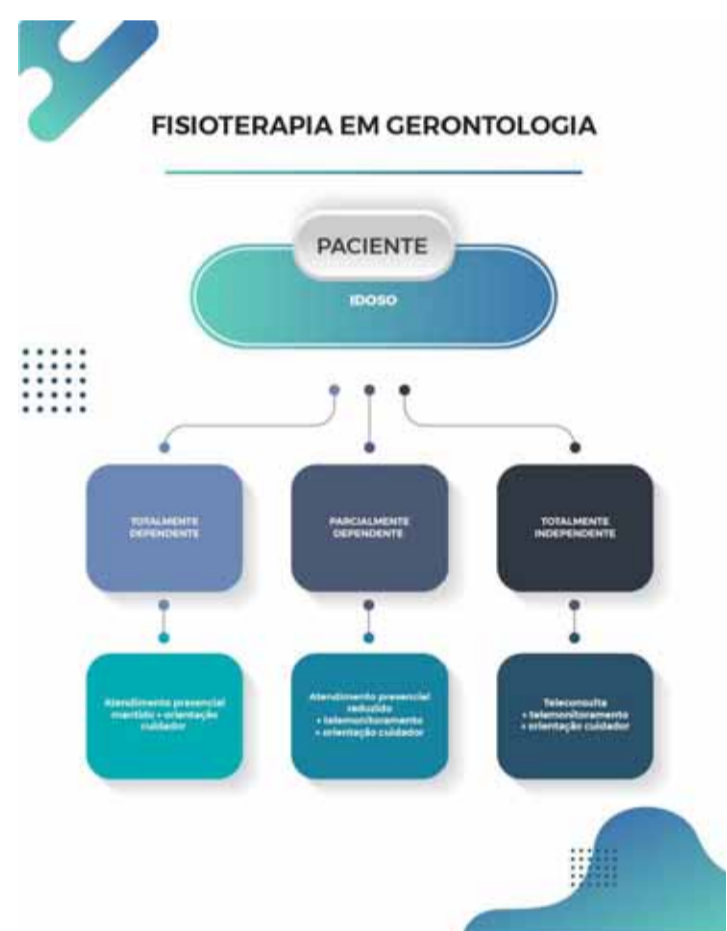 FISIOTERAPIA EM GERONTOLOGIA
PACIENTE
IDOSO
TOTALMENTE
DEPENDENTE
PARCIALMENTE
DEPENDENTE
TOTALMENTE
INDEPENDENTE
Atendimento presencial
mantido + orientação
cuidador
Atendimento presencial
reduzido
+ telemonitoramento
+ orientação cuidador
Teleconsulta
+ telemonitoramento
+ orientação cuidador